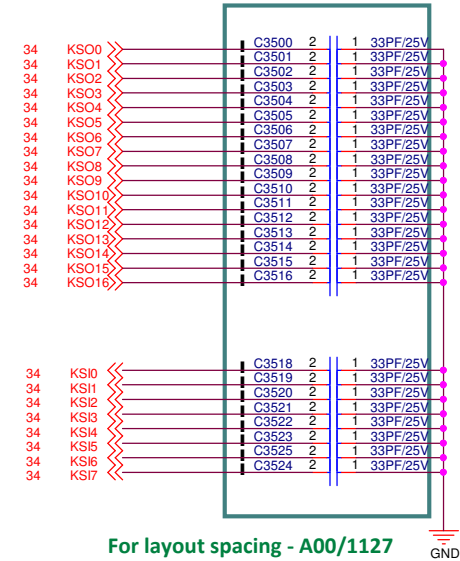 34 KSO0 C3500 2 1 33PF/25V
34 KSO1 C3501 2 1 33PF/25V
34 KSO2 C3502 2 1 33PF/25V
34 KSO3 C3503 2 1 33PF/25V
34 KSO4 C3504 2 1 33PF/25V
34 KSO5 C3505 2 1 33PF/25V
34 KSO6 C3506 2 1 33PF/25V
34 KSO7 C3507 2 1 33PF/25V
34 KSO8 C3508 2 1 33PF/25V
34 KSO9 C3509 2 1 33PF/25V
34 KSO10 C3510 2 1 33PF/25V
34 KSO11 C3511 2 1 33PF/25V
34 KSO12 C3512 2 1 33PF/25V
34 KSO13 C3513 2 1 33PF/25V
34 KSO14 C3514 2 1 33PF/25V
34 KSO15 C3515 2 1 33PF/25V
34 KSO16 C3516 2 1 33PF/25V
34 KSI0 C3518 2 1 33PF/25V
34 KSI1 C3519 2 1 33PF/25V
34 KSI2 C3520 2 1 33PF/25V
34 KSI3 C3521 2 1 33PF/25V
34 KSI4 C3522 2 1 33PF/25V
34 KSI5 C3523 2 1 33PF/25V
34 KSI6 C3525 2 1 33PF/25V
34 KSI7 C3524 2 1 33PF/25V
For layout spacing - A00/1127
GND